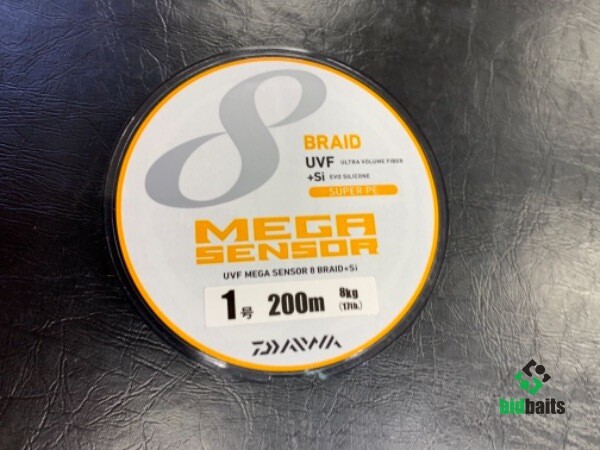 8
BRAID
UVF ULTRA VOLUME FIBER
+Si EVO SILICONE
SUPER PE
MEGA
SENSOR
UVF MEGA SENSOR 8 BRAID+Si
1号 200m 8kg (17lb.)
DAIWA
bidbaits